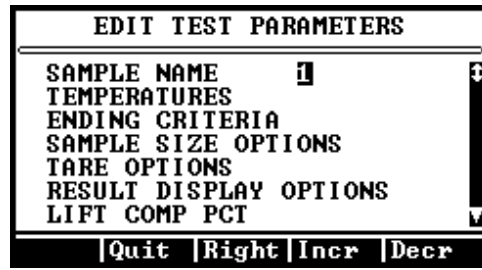 EDIT TEST PARAMETERS
SAMPLE NAME 1
TEMPERATURES
ENDING CRITERIA
SAMPLE SIZE OPTIONS
TARE OPTIONS
RESULT DISPLAY OPTIONS
LIFT COMP PCT
|Quit |Right|Incr |Decr